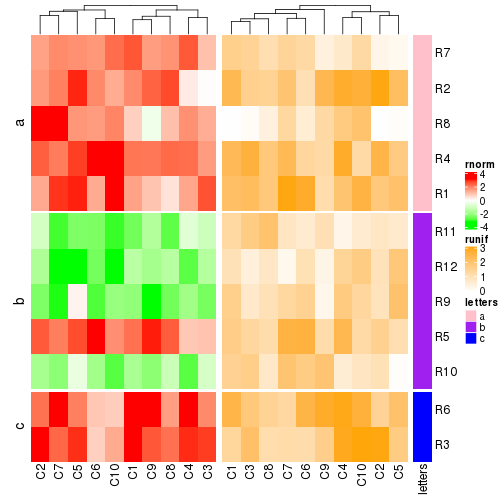 a
b
c
R7
R2
R8
R4
R1
R11
R12
R9
R5
R10
R6
R3
C2 C7 C5 C6 C10 C1 C9 C8 C4 C3
C1 C3 C8 C7 C6 C9 C4 C10 C2 C5
letters
rnorm
4
2
0
-2
-4
runif
3
2
1
0
letters
a
b
c